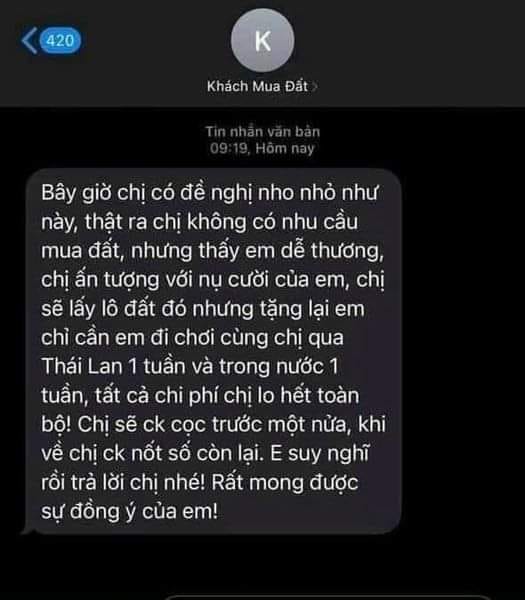 420
K
Khách Mua Đất
Tin nhắn văn bản
09:19, Hôm nay
Bây giờ chị có đề nghị nho nhỏ như
này, thật ra chị không có nhu cầu
mua đất, nhưng thấy em dễ thương,
chị ấn tượng với nụ cười của em, chị
sẽ lấy lô đất đó nhưng tặng lại em
chỉ cần em đi chơi cùng chị qua
Thái Lan 1 tuần và trong nước 1
tuần, tất cả chi phí chị lo hết toàn
bộ! Chị sẽ ck cọc trước một nửa, khi
về chị ck nốt số còn lại. E suy nghĩ
rồi trả lời chị nhé! Rất mong được
sự đồng ý của em!